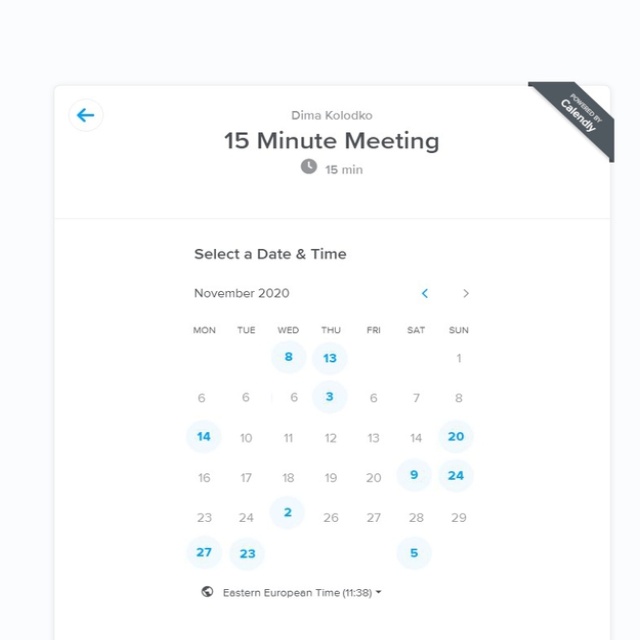 POWERED BY
Calendly
Dima Kolodko
15 Minute Meeting
15 min
Select a Date & Time
November 2020
MON TUE WED THU FRI SAT SUN
8 13 1
6 6 6 3 6 7 8
14 10 11 12 13 14 20
16 17 18 19 20 9 24
23 24 2 26 27 28 29
27 23 5
Eastern European Time (11:38)